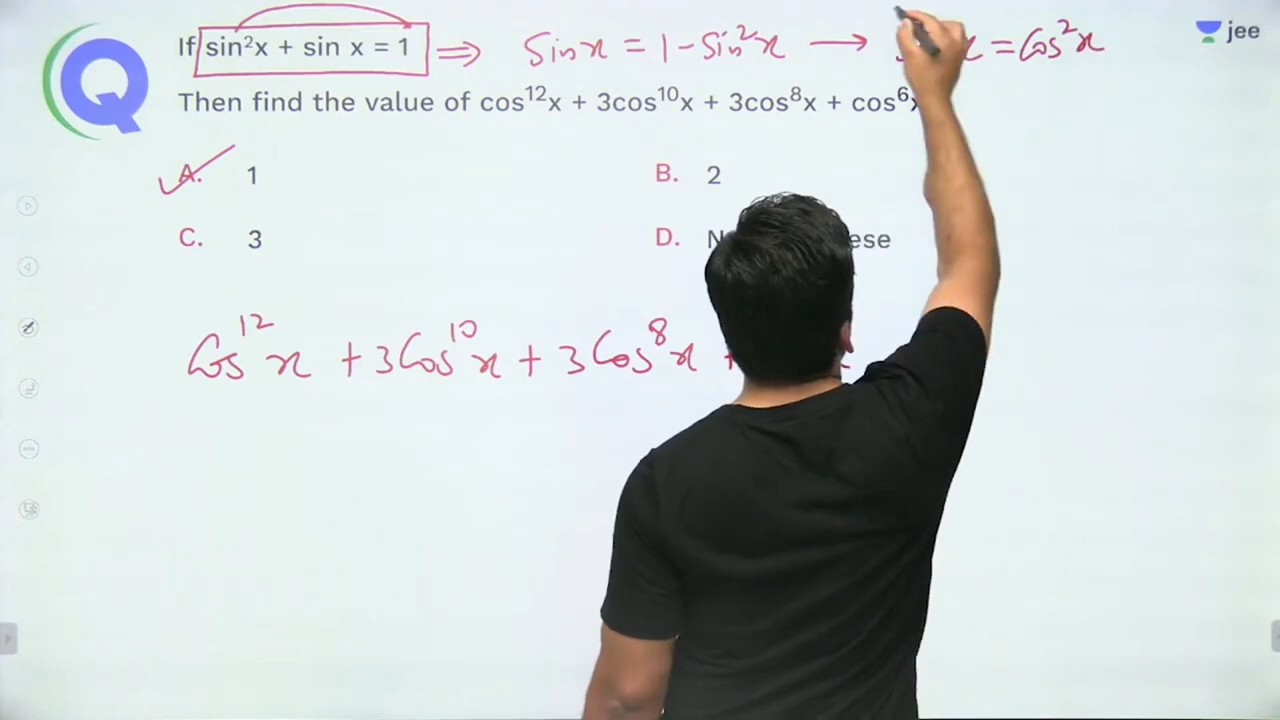 If sin²x + sin x = 1 ⇒ Sin x = 1 - Sin²x → x = Cos²x
jee
Then find the value of cos¹²x + 3cos¹⁰x + 3cos⁸x + cos⁶x
A. 1
B. 2
C. 3
D.
Cos¹²x + 3Cos¹⁰x + 3Cos⁸x +